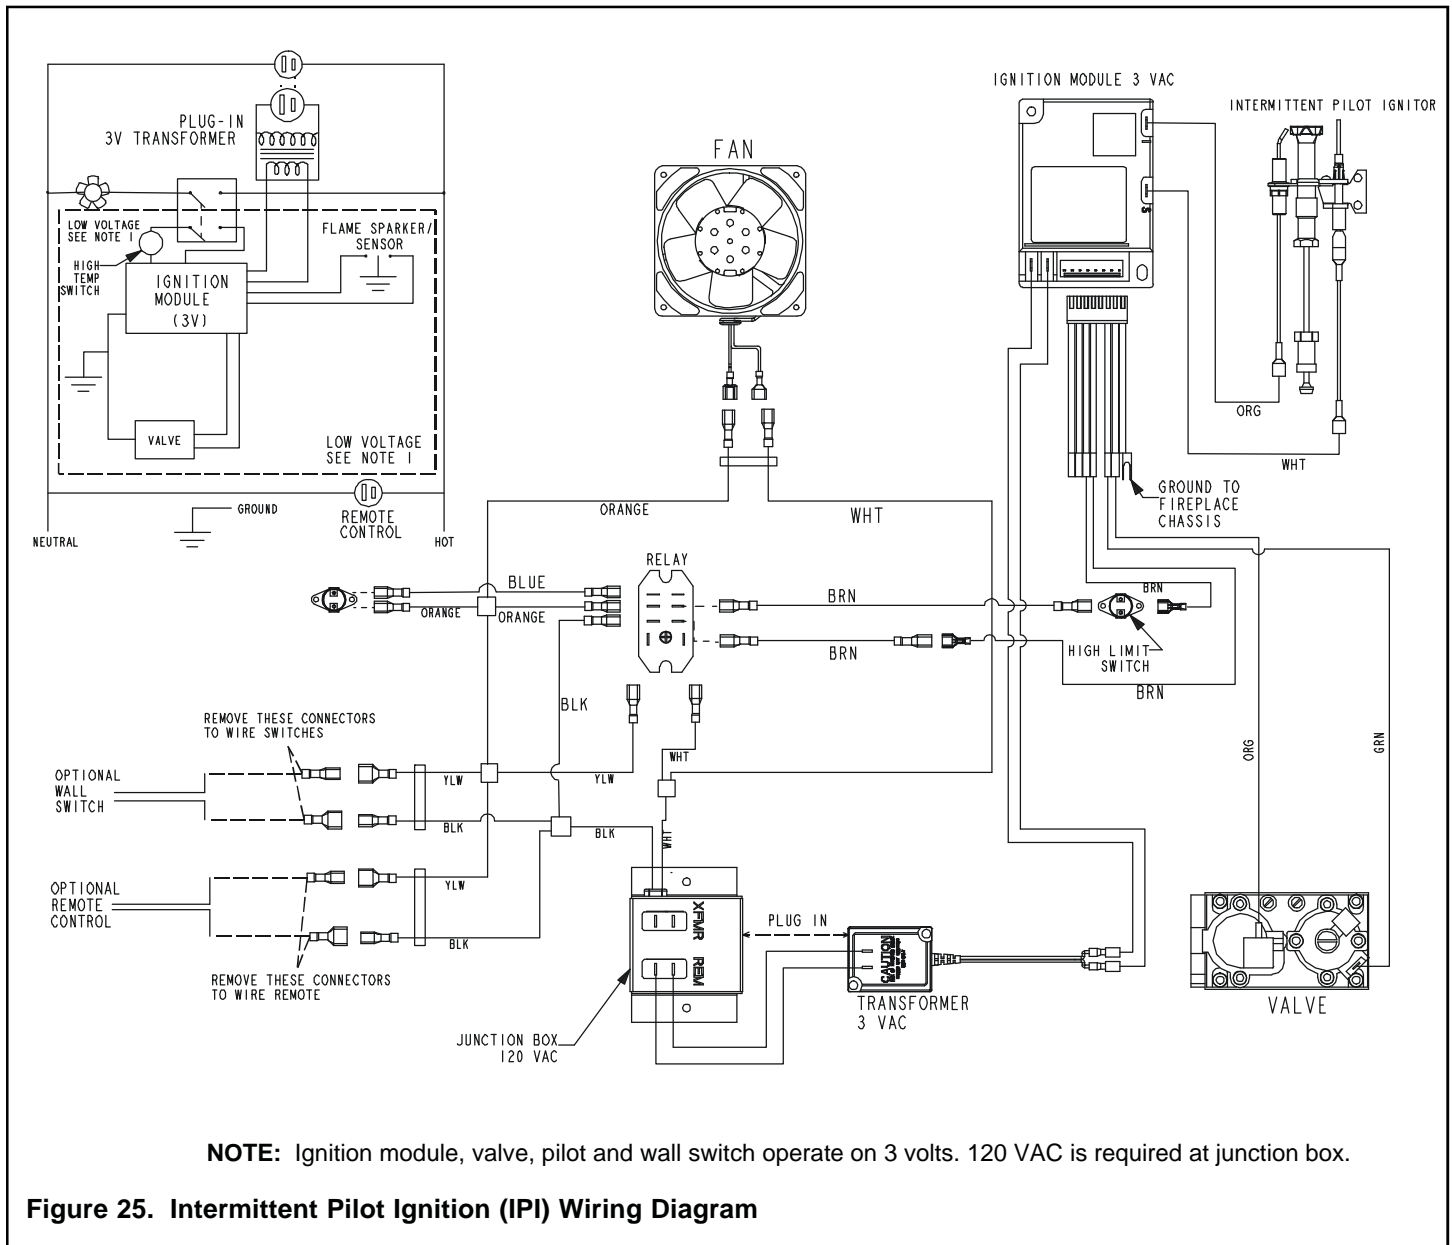 PLUG-IN
3V TRANSFORMER
LOW VOLTAGE
SEE NOTE 1
HIGH
TEMP
SWITCH
FLAME SPARKER/
SENSOR
IGNITION
MODULE
(3V)
VALVE
LOW VOLTAGE
SEE NOTE 1
GROUND
REMOTE
CONTROL
NEUTRAL
HOT
FAN
IGNITION MODULE 3 VAC
INTERMITTENT PILOT IGNITOR
I
S
ORG
WHT
GROUND TO
FIREPLACE
CHASSIS
ORANGE
WHT
RELAY
BLUE
ORANGE
ORANGE
BRN
BRN
BRN
HIGH LIMIT
SWITCH
BRN
BLK
WHT
ORG
GRN
REMOVE THESE CONNECTORS
TO WIRE SWITCHES
OPTIONAL
WALL
SWITCH
YLW
YLW
BLK
BLK
WHT
OPTIONAL
REMOTE
CONTROL
YLW
BLK
REMOVE THESE CONNECTORS
TO WIRE REMOTE
XFMR
REM
PLUG IN
CAUTION
JUNCTION BOX
120 VAC
TRANSFORMER
3 VAC
VALVE
NOTE: Ignition module, valve, pilot and wall switch operate on 3 volts. 120 VAC is required at junction box.
Figure 25. Intermittent Pilot Ignition (IPI) Wiring Diagram